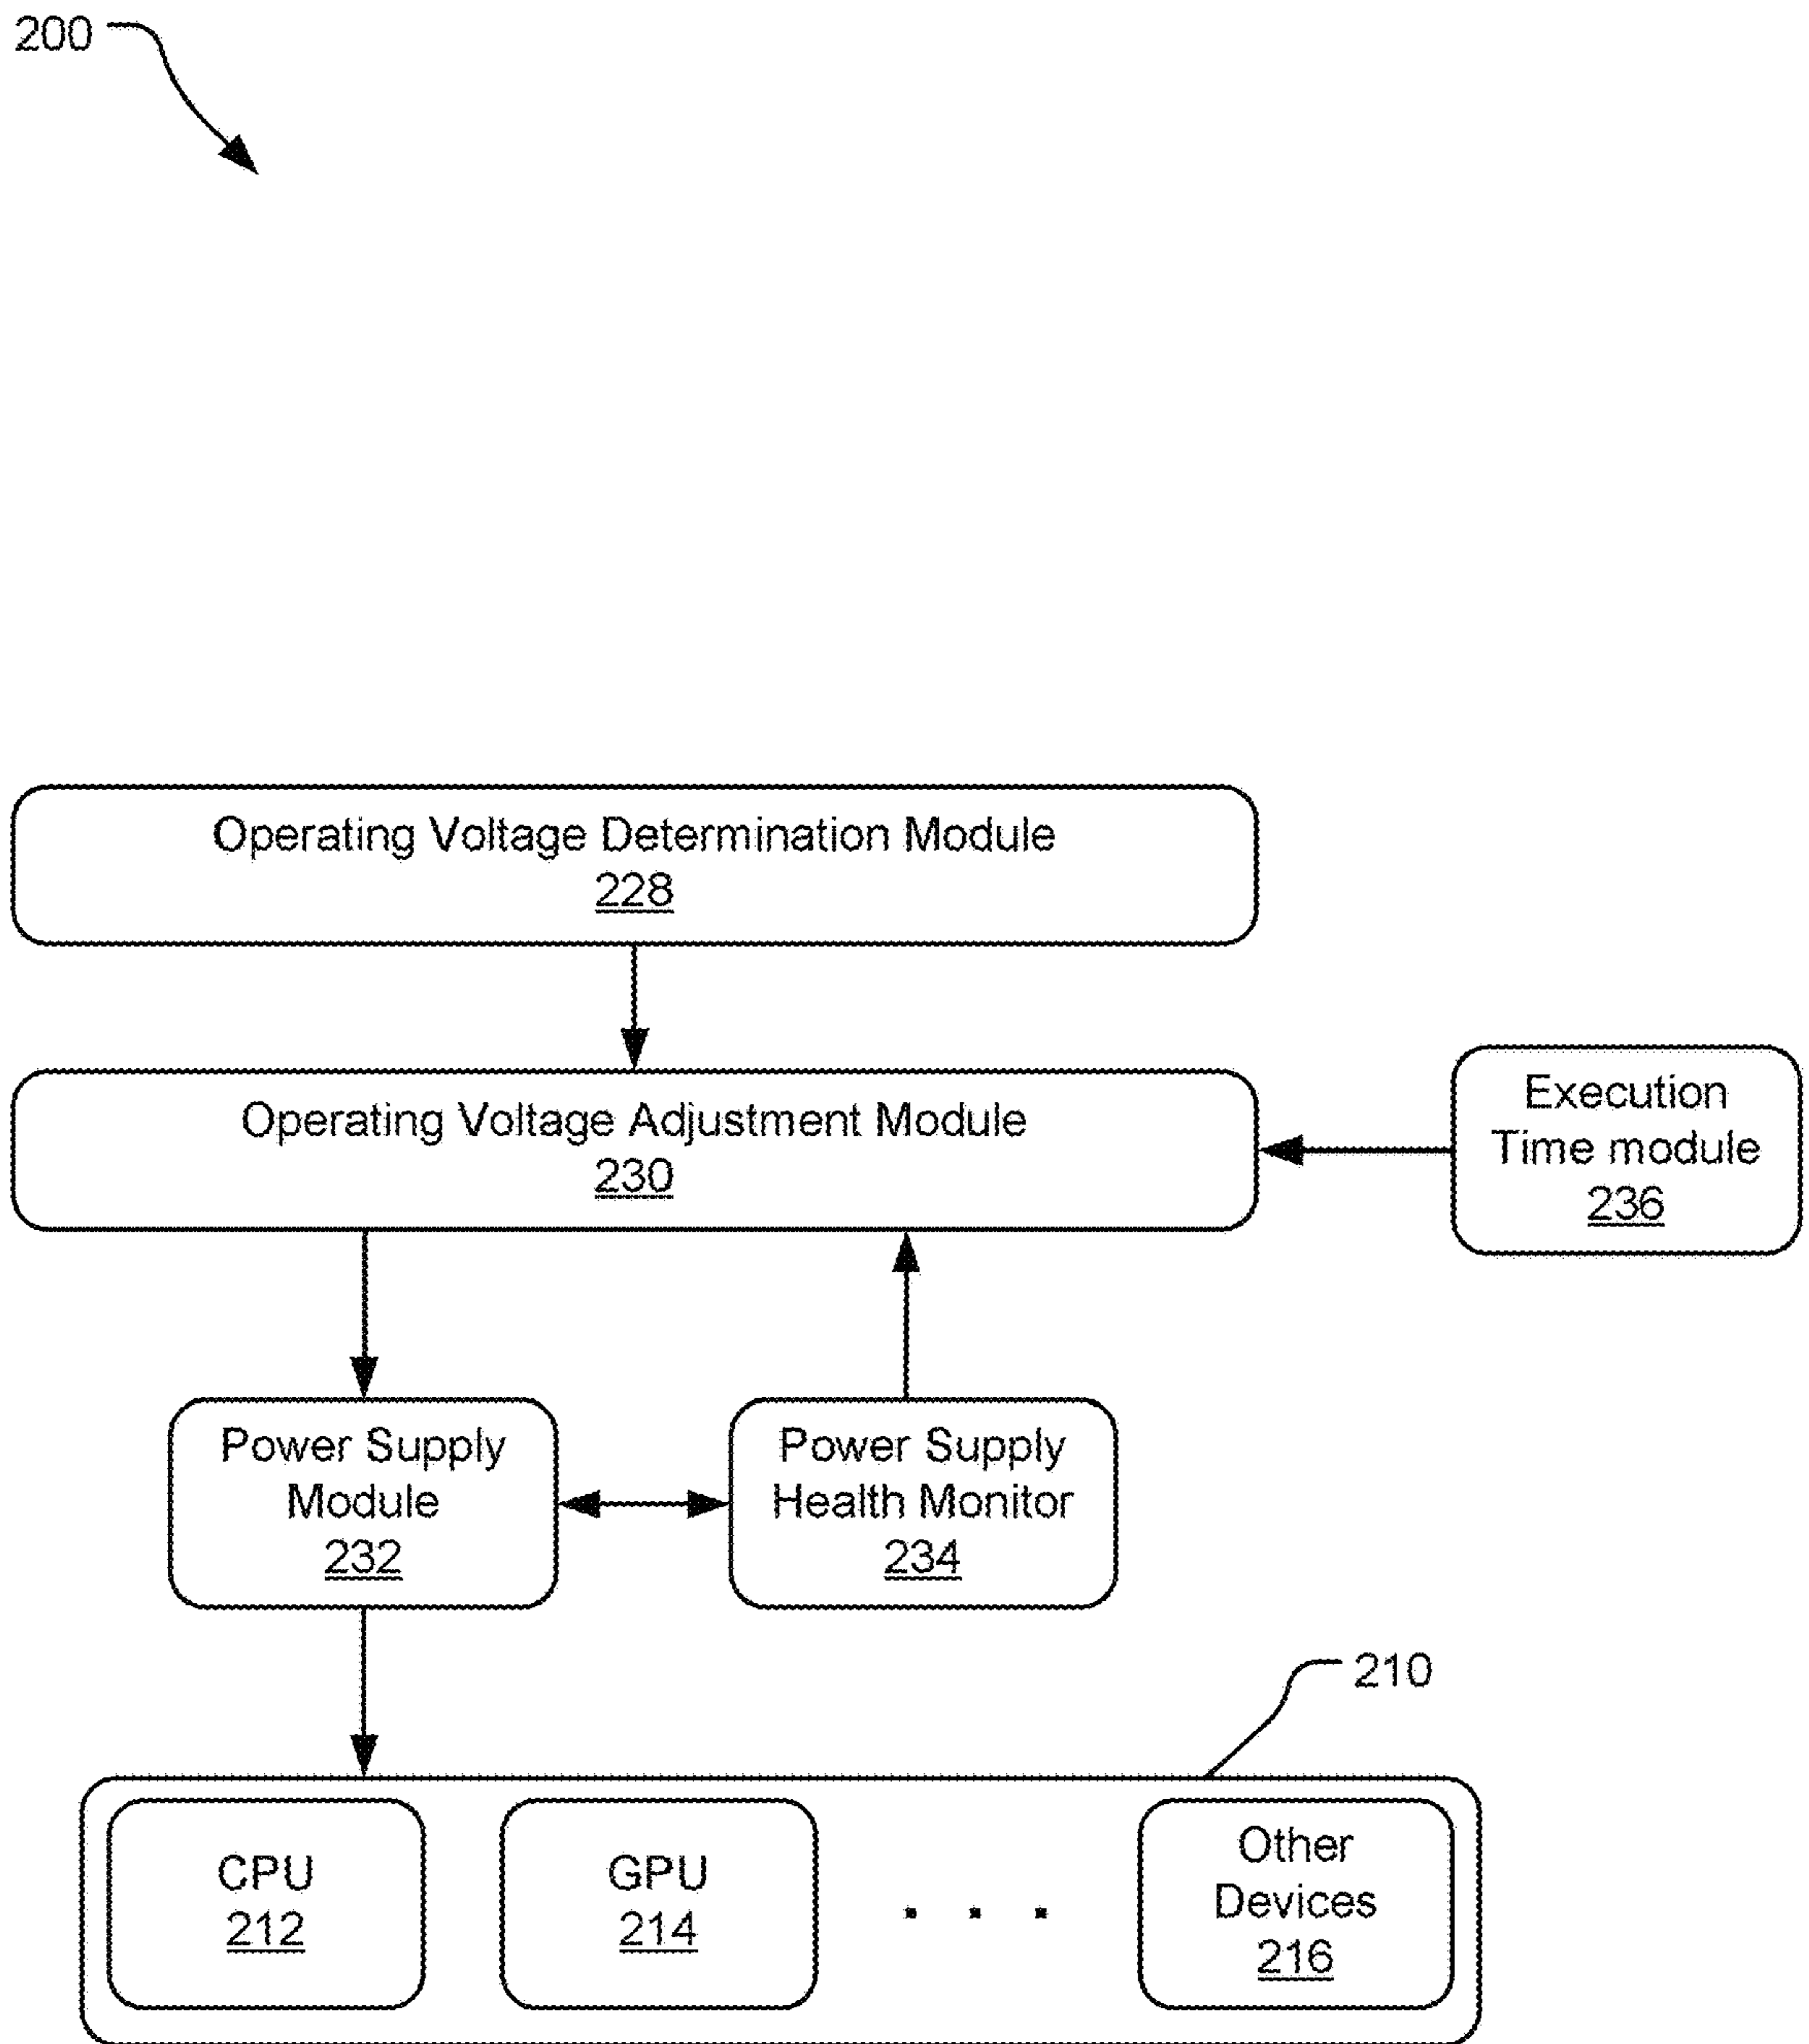 200
Operating Voltage Determination Module
228
Operating Voltage Adjustment Module
230
Execution
Time module
236
Power Supply
Module
232
Power Supply
Health Monitor
234
210
CPU
212
GPU
214
. . .
Other
Devices
216